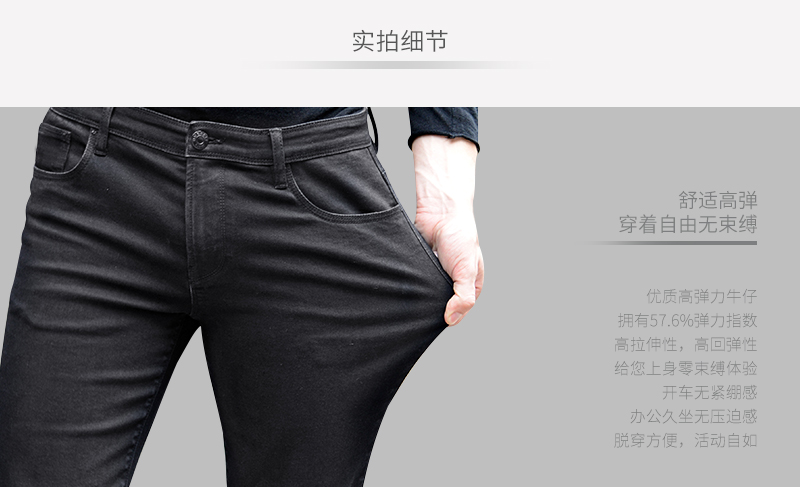 实拍细节
舒适高弹
穿着自由无束缚
优质高弹力牛仔
拥有57.6%弹力指数
高拉伸性，高回弹性
给您上身零束缚体验
开车无紧绷感
办公久坐无压迫感
脱穿方便，活动自如